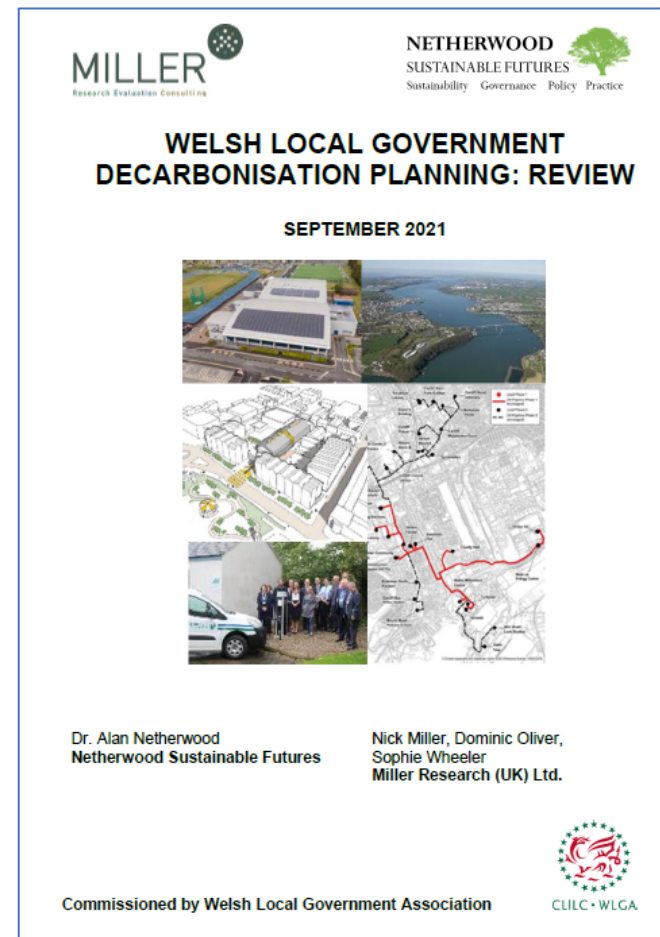 MILLER
Research Evaluation Consulting
NETHERWOOD
SUSTAINABLE FUTURES
Sustainability Governance Policy Practice
WELSH LOCAL GOVERNMENT
DECARBONISATION PLANNING: REVIEW
SEPTEMBER 2021
Dr. Alan Netherwood
Netherwood Sustainable Futures
Nick Miller, Dominic Oliver,
Sophie Wheeler
Miller Research (UK) Ltd.
Commissioned by Welsh Local Government Association
CLILC • WLGA